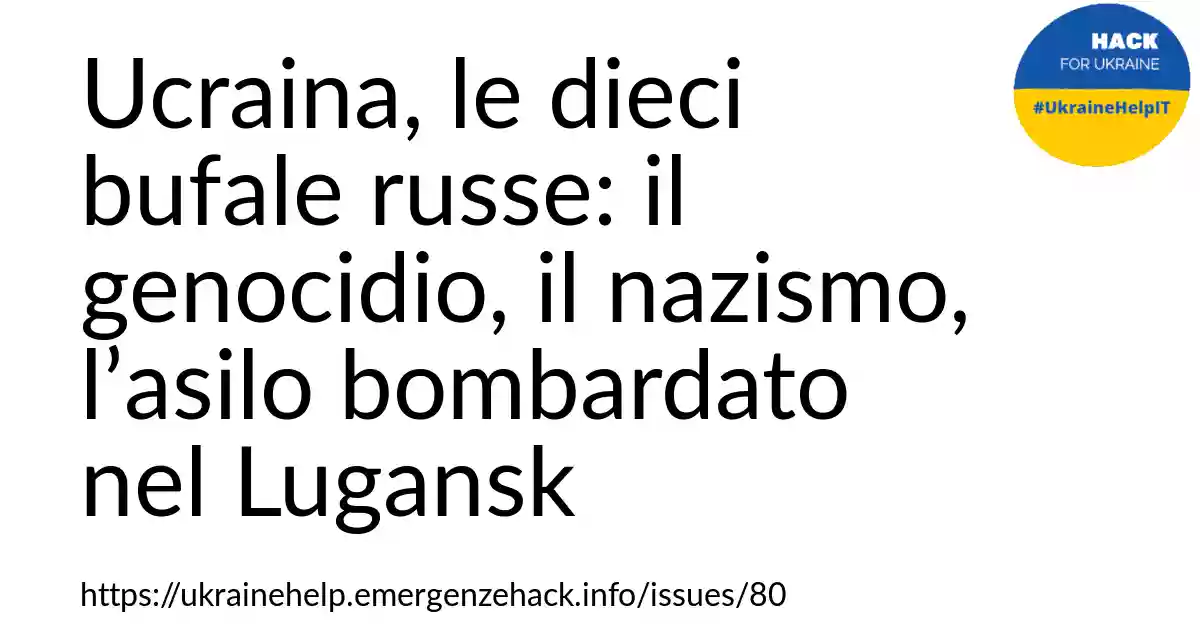 Ucraina, le dieci
bufale russe: il
genocidio, il nazismo,
l’asilo bombardato
nel Lugansk
https://ukrainehelp.emergenzehack.info/issues/80
HACK
FOR UKRAINE
#UkraineHelpIT